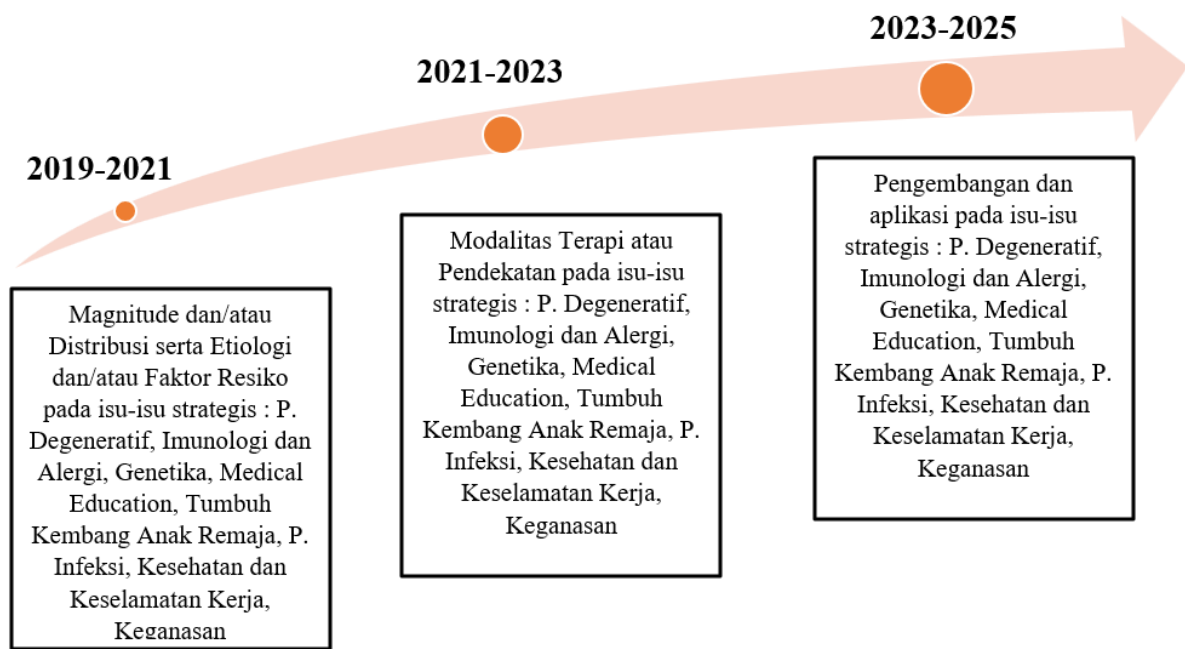 2019-2021
Magnitude dan/atau
Distribusi serta Etiologi
dan/atau Faktor Resiko
pada isu-isu strategis : P.
Degeneratif, Imunologi dan
Alergi, Genetika, Medical
Education, Tumbuh
Kembang Anak Remaja, P.
Infeksi, Kesehatan dan
Keselamatan Kerja,
Keganasan
2021-2023
Modalitas Terapi atau
Pendekatan pada isu-isu
strategis : P. Degeneratif,
Imunologi dan Alergi,
Genetika, Medical
Education, Tumbuh
Kembang Anak Remaja, P.
Infeksi, Kesehatan dan
Keselamatan Kerja,
Keganasan
2023-2025
Pengembangan dan
aplikasi pada isu-isu
strategis : P. Degeneratif,
Imunologi dan Alergi,
Genetika, Medical
Education, Tumbuh
Kembang Anak Remaja, P.
Infeksi, Kesehatan dan
Keselamatan Kerja,
Keganasan